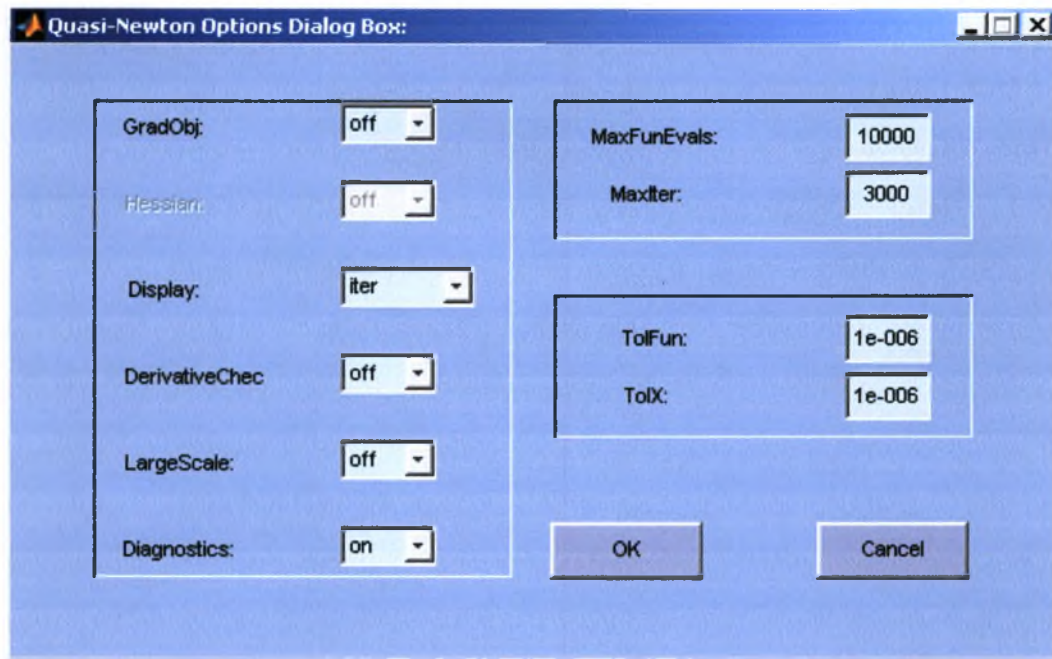 Quasi-Newton Options Dialog Box:
GradObj: off
Hessian: off
Display: iter
DerivativeChec off
LargeScale: off
Diagnostics: on
MaxFunEvals: 10000
MaxIter: 3000
TolFun: 1e-006
TolX: 1e-006
OK
Cancel